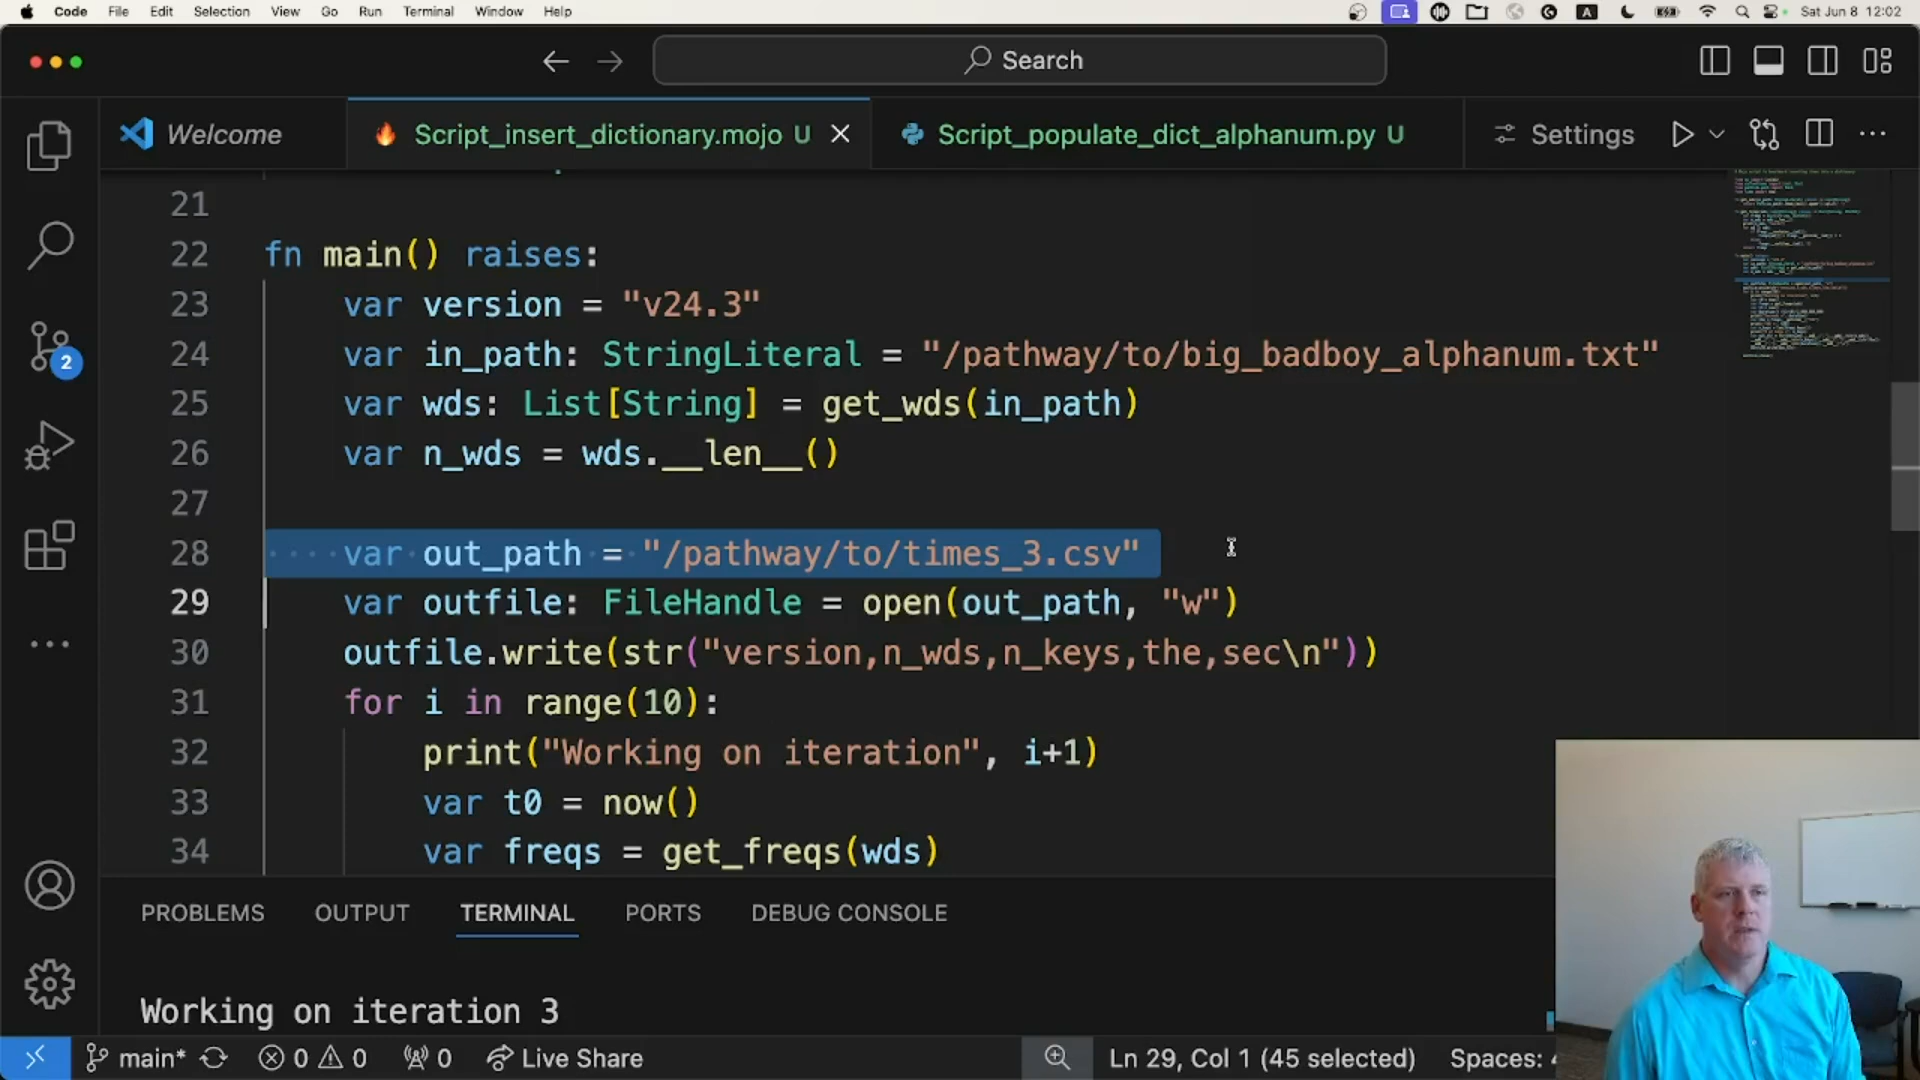 Code File Edit Selection View Go Run Terminal Window Help A Sat Jun 8 12:02
Search
Welcome Script_insert_dictionary.mojo U Script_populate_dict_alphanum.py U Settings
21
22 fn main() raises:
23 var version = "v24.3"
24 var in_path: StringLiteral = "/pathway/to/big_badboy_alphanum.txt"
25 var wds: List[String] = get_wds(in_path)
26 var n_wds = wds.__len__()
27
28 var out_path = "/pathway/to/times_3.csv"
29 var outfile: FileHandle = open(out_path, "w")
30 outfile.write(str("version,n_wds,n_keys,the,sec\n"))
31 for i in range(10):
32 print("Working on iteration", i+1)
33 var t0 = now()
34 var freqs = get_freqs(wds)
2
PROBLEMS OUTPUT TERMINAL PORTS DEBUG CONSOLE
Working on iteration 3
main* 0 0 0 Live Share Ln 29, Col 1 (45 selected) Spaces: